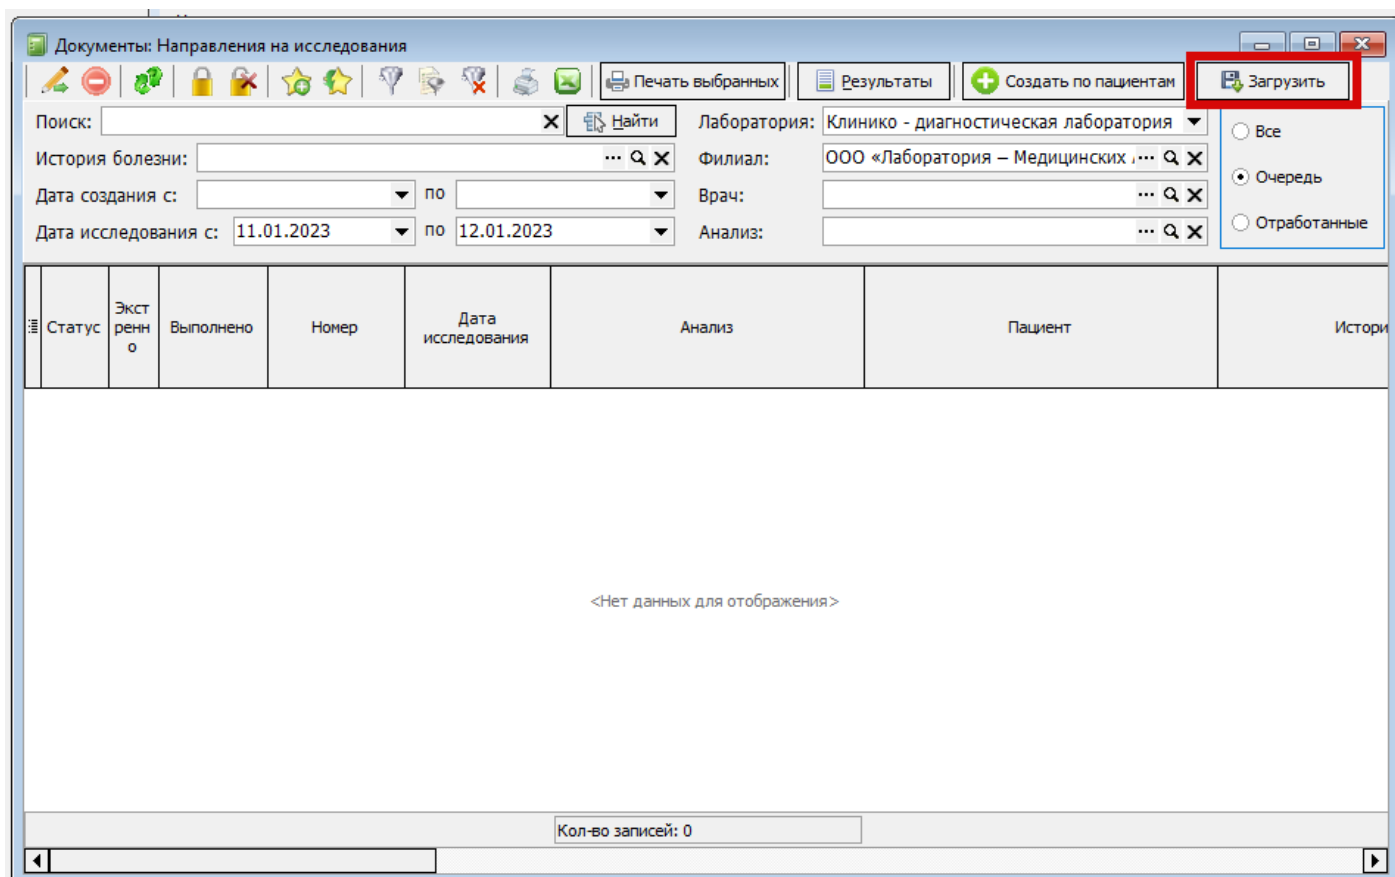 Документы: Направления на исследования
Печать выбранных Результаты Создать по пациентам Загрузить
Поиск: Найти Лаборатория: Клинико - диагностическая лаборатория Все
История болезни: Филиал: ООО «Лаборатория – Медицинских Очередь
Дата создания с: по Врач:
Дата исследования с: 11.01.2023 по 12.01.2023 Анализ: Отработанные
Статус Экст
ренн
о Выполнено Номер Дата
исследования Анализ Пациент Истори
<Нет данных для отображения>
Кол-во записей: 0